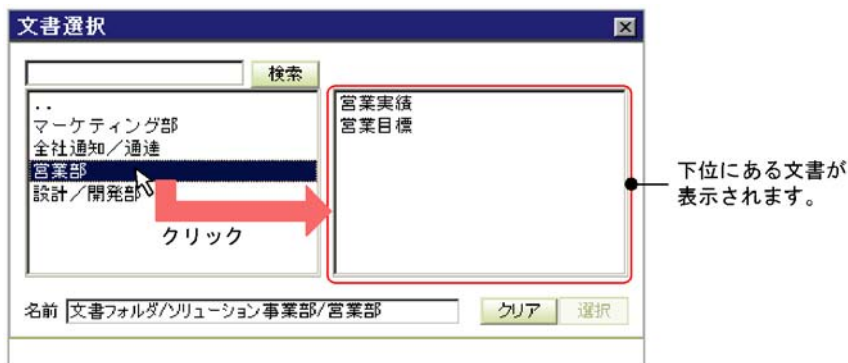 文書選択
検索
..
マーケティング部
全社通知／通達
営業部
設計／開発部
営業実績
営業目標
クリック
下位にある文書が
表示されます。
名前 文書フォルダ/ソリューション事業部/営業部
クリア 選択